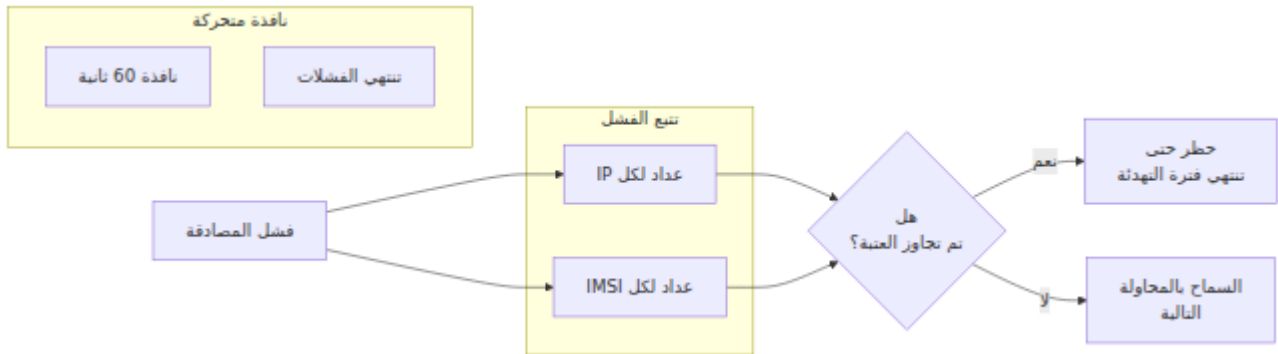 نافذة متحركة
نافذة 60 ثانية
تنتهي الفشلات
فشل المصادقة
تتبع الفشل
عداد لكل IP
عداد لكل IMSI
هل
تم تجاوز العتبة؟
نعم
لا
حظر حتى
تنتهي فترة التهدئة
السماح بالمحاولة
التالية